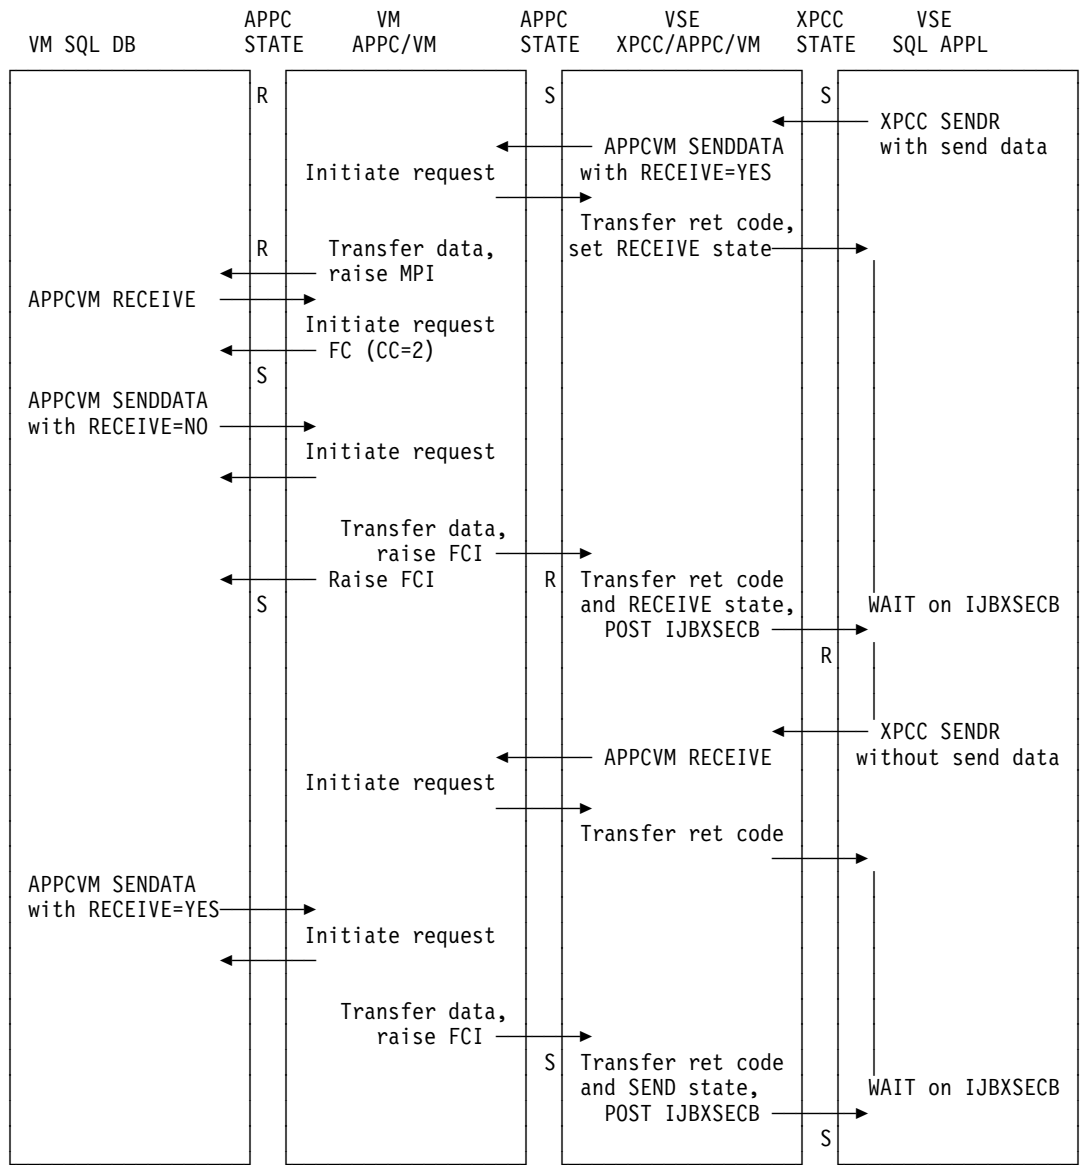 APPC VM APPC VSE XPCC VSE
VM SQL DB STATE APPC/VM STATE XPCC/APPC/VM STATE SQL APPL
R S S
XPCC SENDR
APPCVM SENDDATA with send data
Initiate request with RECEIVE=YES
Transfer ret code,
R Transfer data, set RECEIVE state
raise MPI
APPCVM RECEIVE
Initiate request
FC (CC=2)
S
APPCVM SENDDATA
with RECEIVE=NO
Initiate request
Transfer data,
raise FCI
Raise FCI R Transfer ret code
S and RECEIVE state, WAIT on IJBXSECB
POST IJBXSECB
R
XPCC SENDR
APPCVM RECEIVE without send data
Initiate request
Transfer ret code
APPCVM SENDATA
with RECEIVE=YES
Initiate request
Transfer data,
raise FCI
S Transfer ret code
and SEND state, WAIT on IJBXSECB
POST IJBXSECB
S